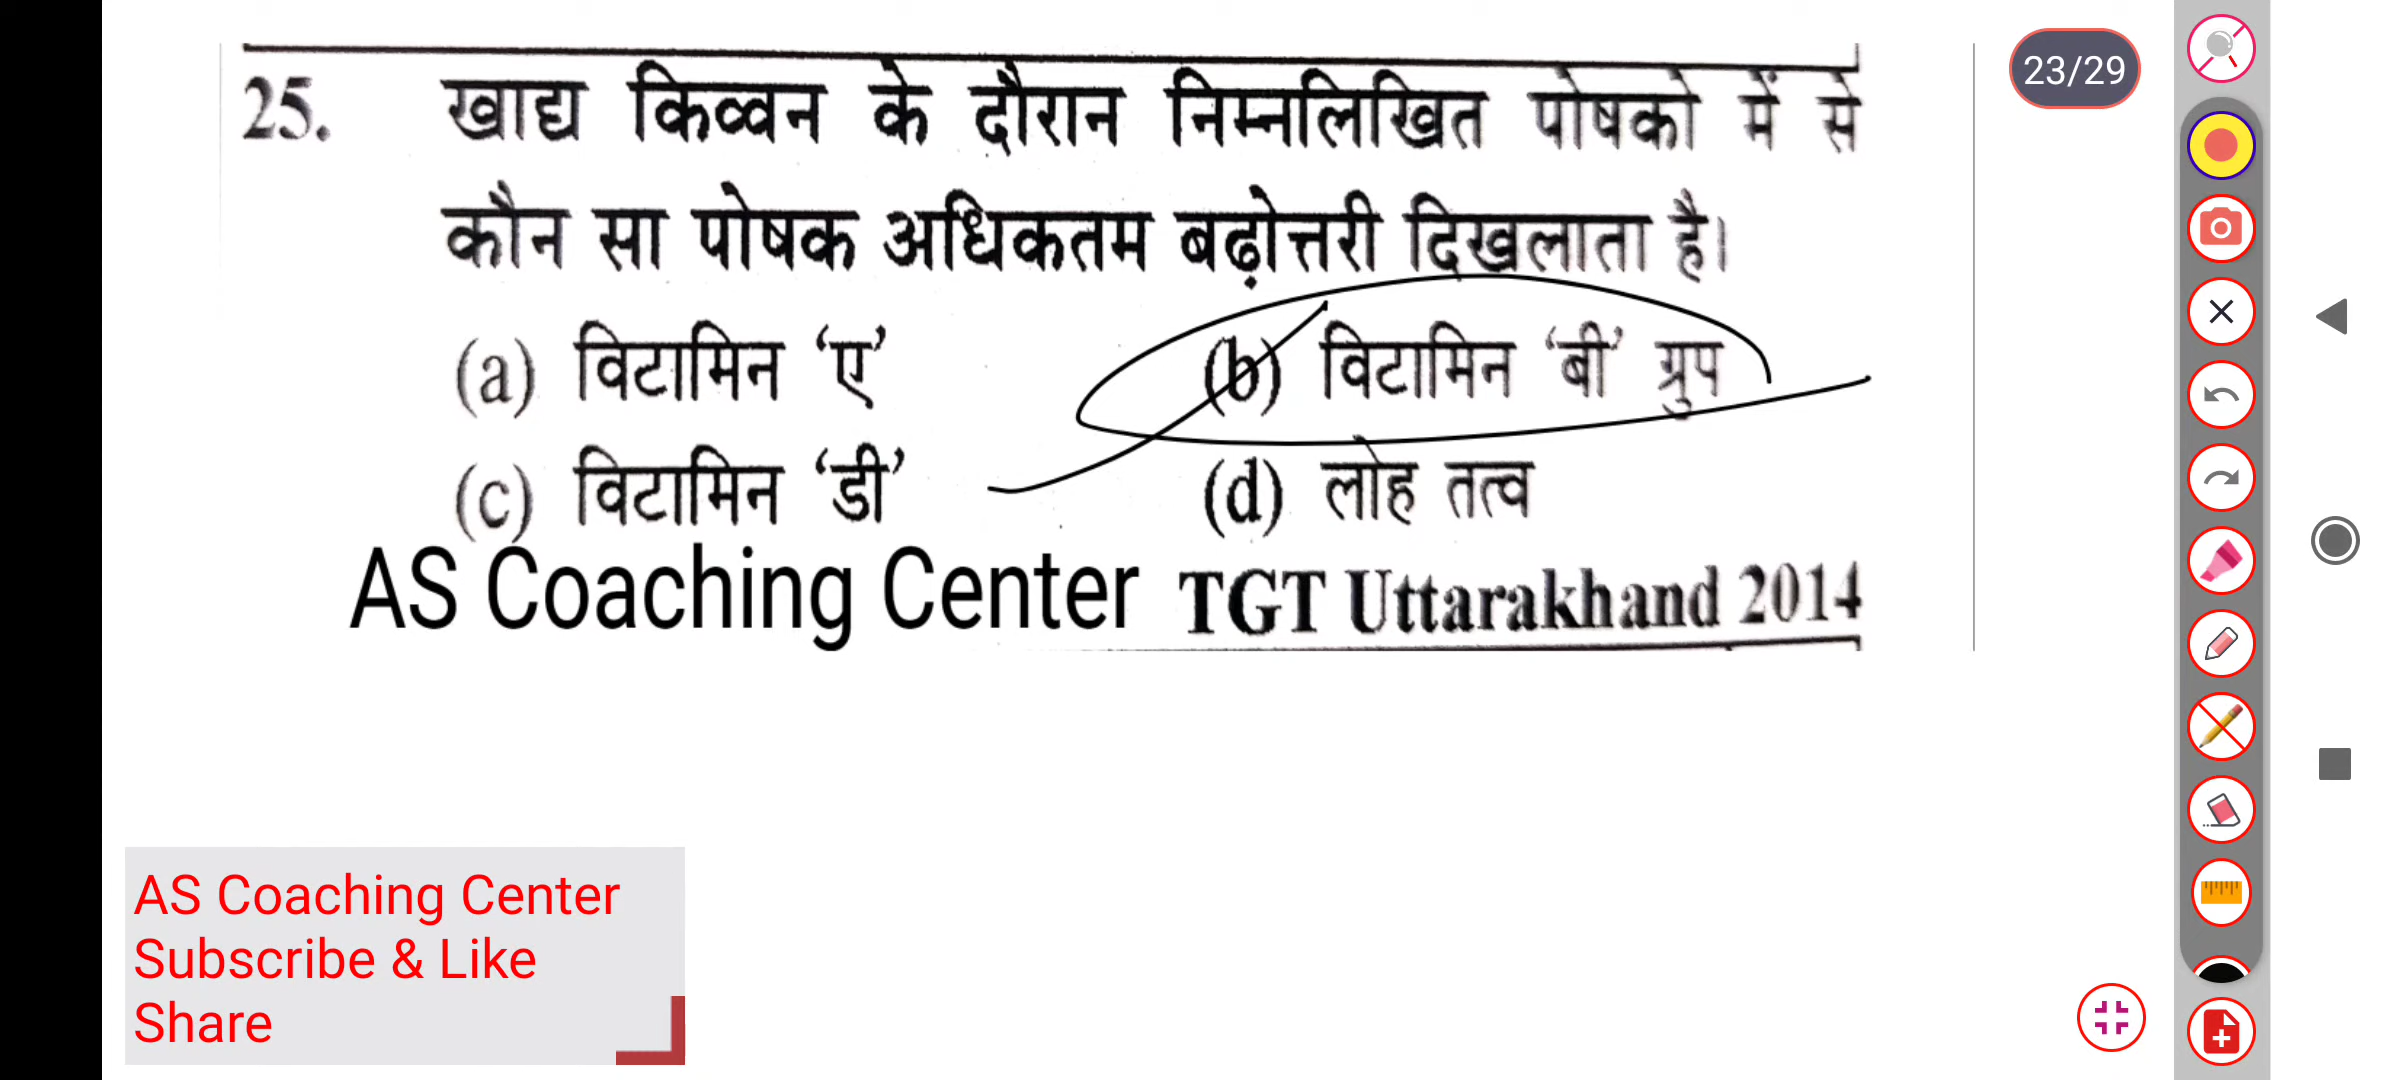 23/29
25. खाद्य किव्वन के दौरान निम्नलिखित पोषको में से
कौन सा पोषक अधिकतम बढ़ोत्तरी दिखलाता है।
(a) विटामिन ‘ए’ (b) विटामिन ‘बी’ ग्रुप
(c) विटामिन ‘डी’ (d) लोह तत्व
AS Coaching Center TGT Uttarakhand 2014
AS Coaching Center
Subscribe & Like
Share